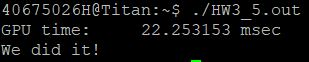 40675026H@Titan:~$ ./HW3_5.out
GPU time:     22.253153 msec
We did it!